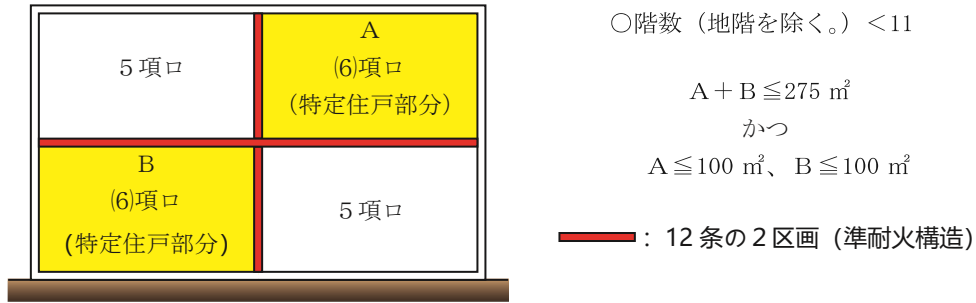 5項ロ
A
⑹項ロ
（特定住戸部分）
B
⑹項ロ
(特定住戸部分)
5項ロ
○階数（地階を除く。）＜11
A＋B≦275 ㎡
かつ
A≦100 ㎡、B≦100 ㎡
：12条の2区画（準耐火構造）